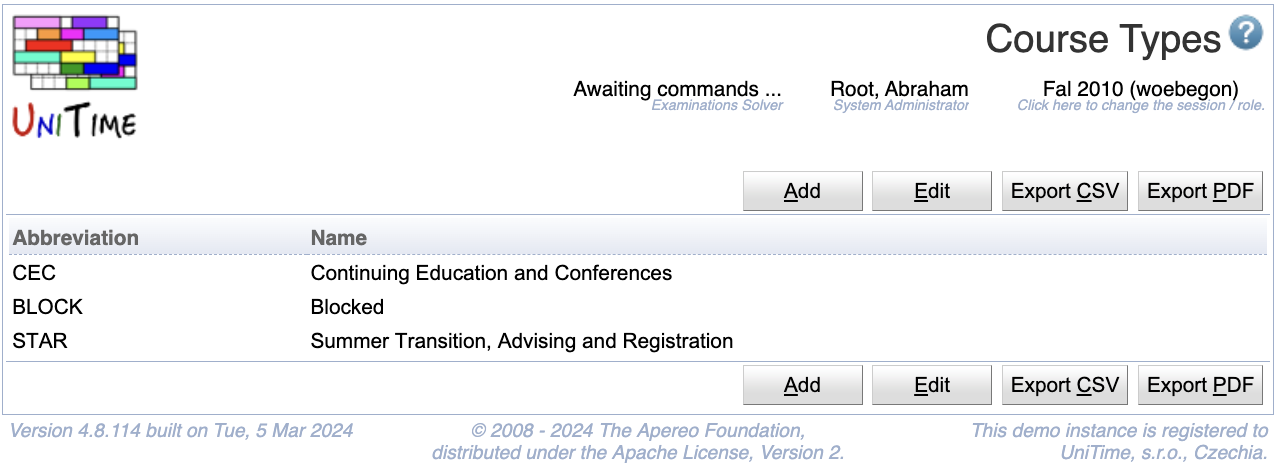 Course Types
UNITIME
Awaiting commands ... Root, Abraham Fal 2010 (woebegon)
Examinations Solver System Administrator Click here to change the session / role.
Add Edit Export CSV Export PDF
Abbreviation Name
CEC Continuing Education and Conferences
BLOCK Blocked
STAR Summer Transition, Advising and Registration
Add Edit Export CSV Export PDF
Version 4.8.114 built on Tue, 5 Mar 2024 © 2008 - 2024 The Apereo Foundation, This demo instance is registered to
distributed under the Apache License, Version 2. UniTime, s.r.o., Czechia.